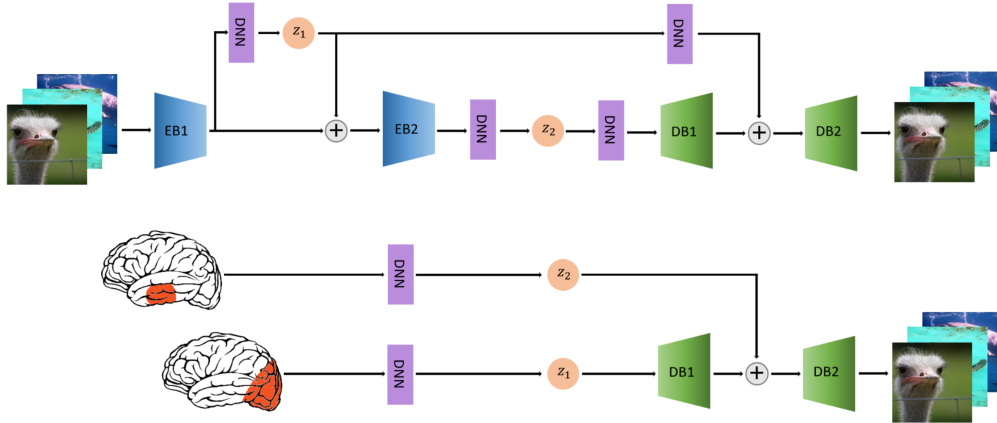 DNN
z₁
DNN
EB1
+
EB2
DNN
z₂
DNN
DB1
+
DB2
DNN
z₂
DNN
z₁
DB1
+
DB2